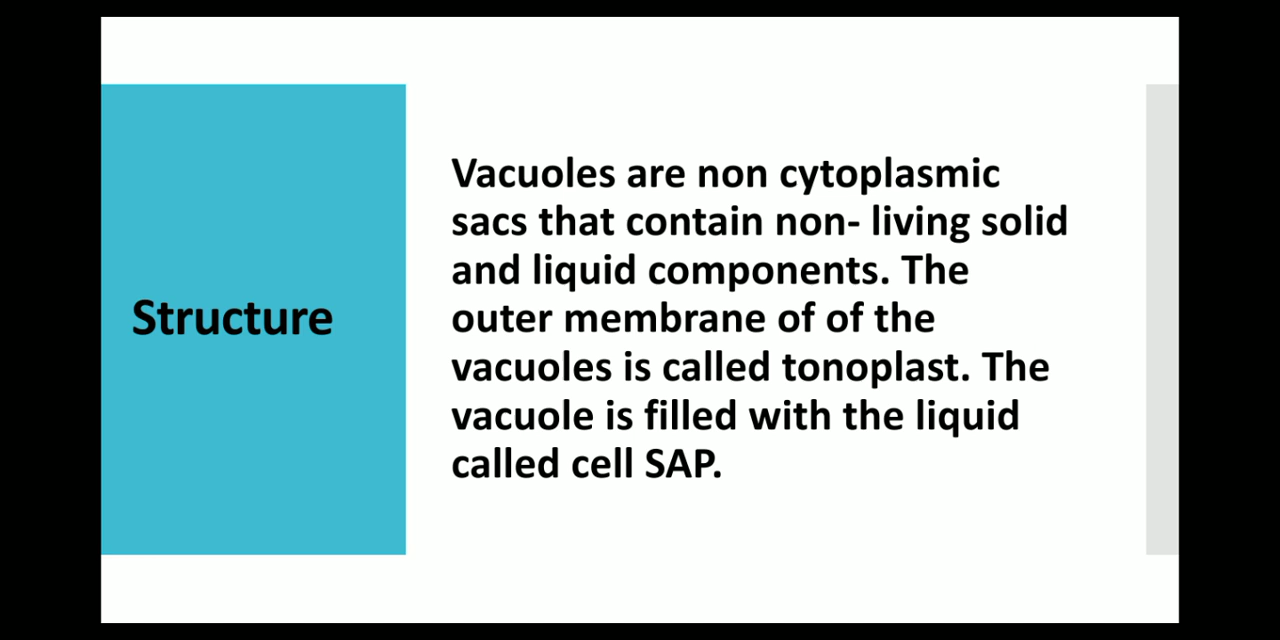 Structure
Vacuoles are non cytoplasmic
sacs that contain non- living solid
and liquid components. The
outer membrane of of the
vacuoles is called tonoplast. The
vacuole is filled with the liquid
called cell SAP.